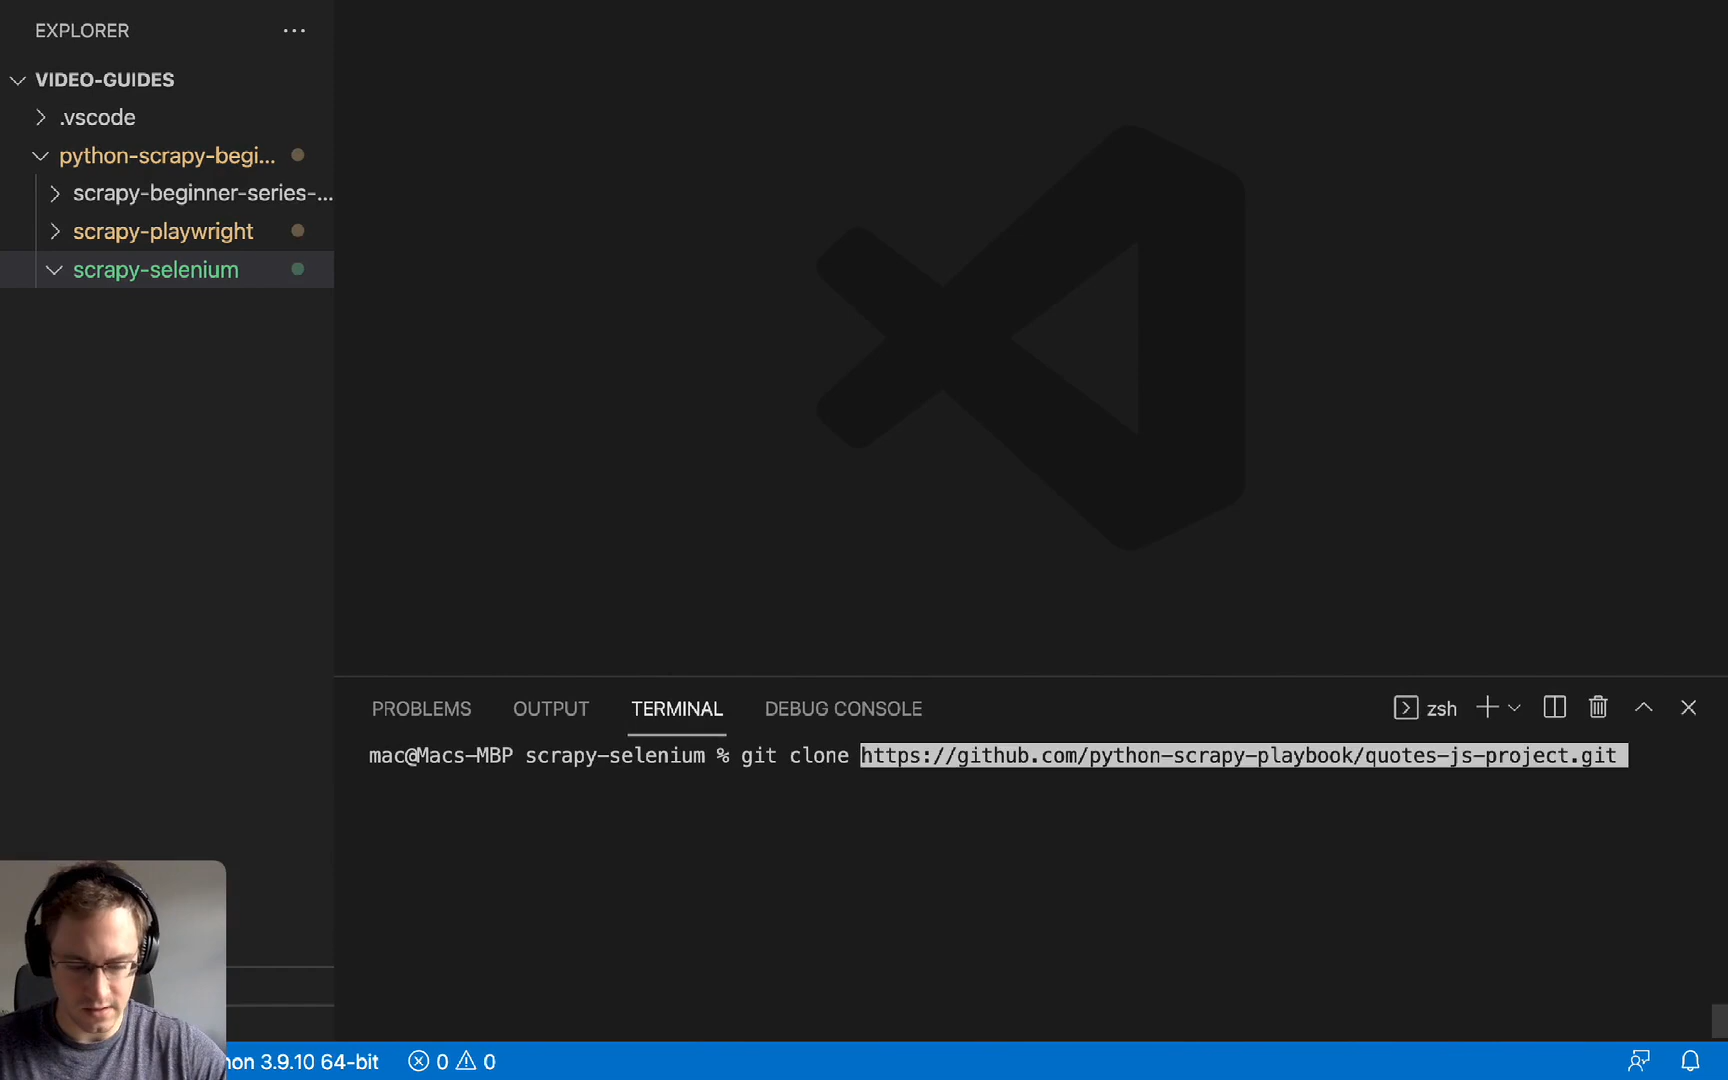 EXPLORER
VIDEO-GUIDES
.vscode
python-scrapy-begi...
scrapy-beginner-series-...
scrapy-playwright
scrapy-selenium
PROBLEMS OUTPUT TERMINAL DEBUG CONSOLE zsh
mac@Macs-MBP scrapy-selenium % git clone https://github.com/python-scrapy-playbook/quotes-js-project.git
hon 3.9.10 64-bit 0 0